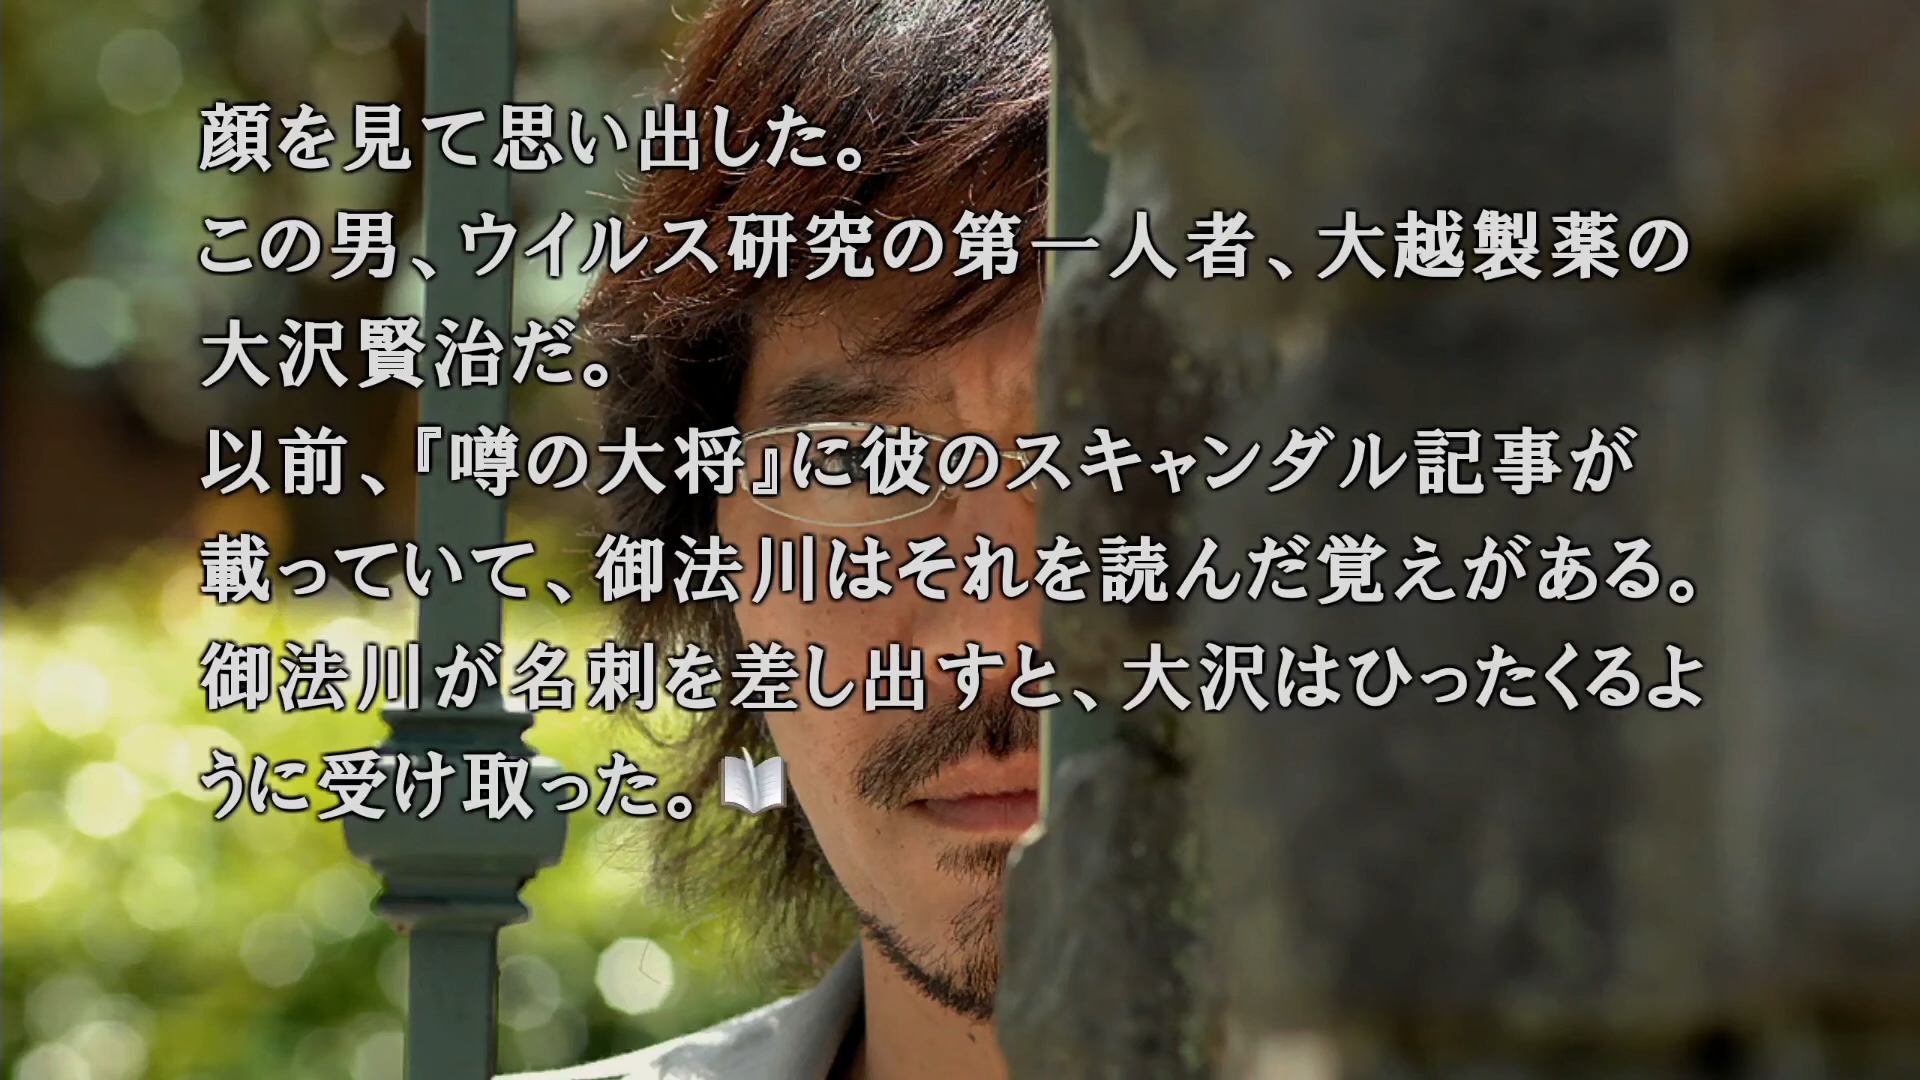 顔を見て思い出した。
この男、ウイルス研究の第一人者、大越製薬の
大沢賢治だ。
以前、『噂の大将』に彼のスキャンダル記事が
載っていて、御法川はそれを読んだ覚えがある。
御法川が名刺を差し出すと、大沢はひったくるよ
うに受け取った。